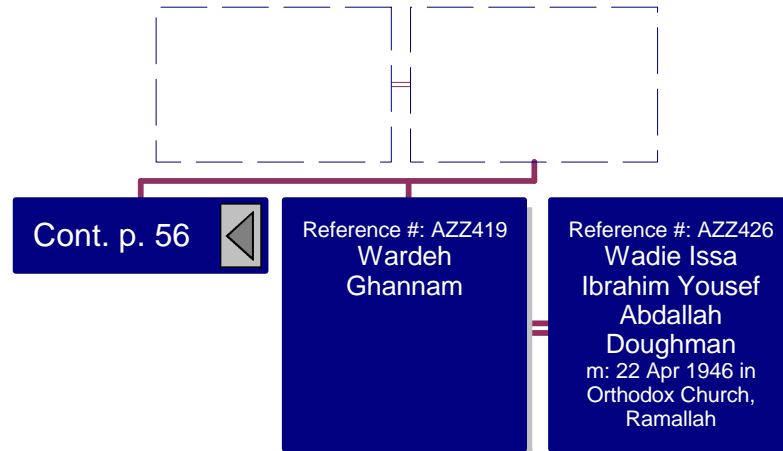 Cont. p. 56
Reference #: AZZ419
Wardeh
Ghannam
Reference #: AZZ426
Wadie Issa
Ibrahim Yousef
Abdallah
Doughman
m: 22 Apr 1946 in
Orthodox Church,
Ramallah